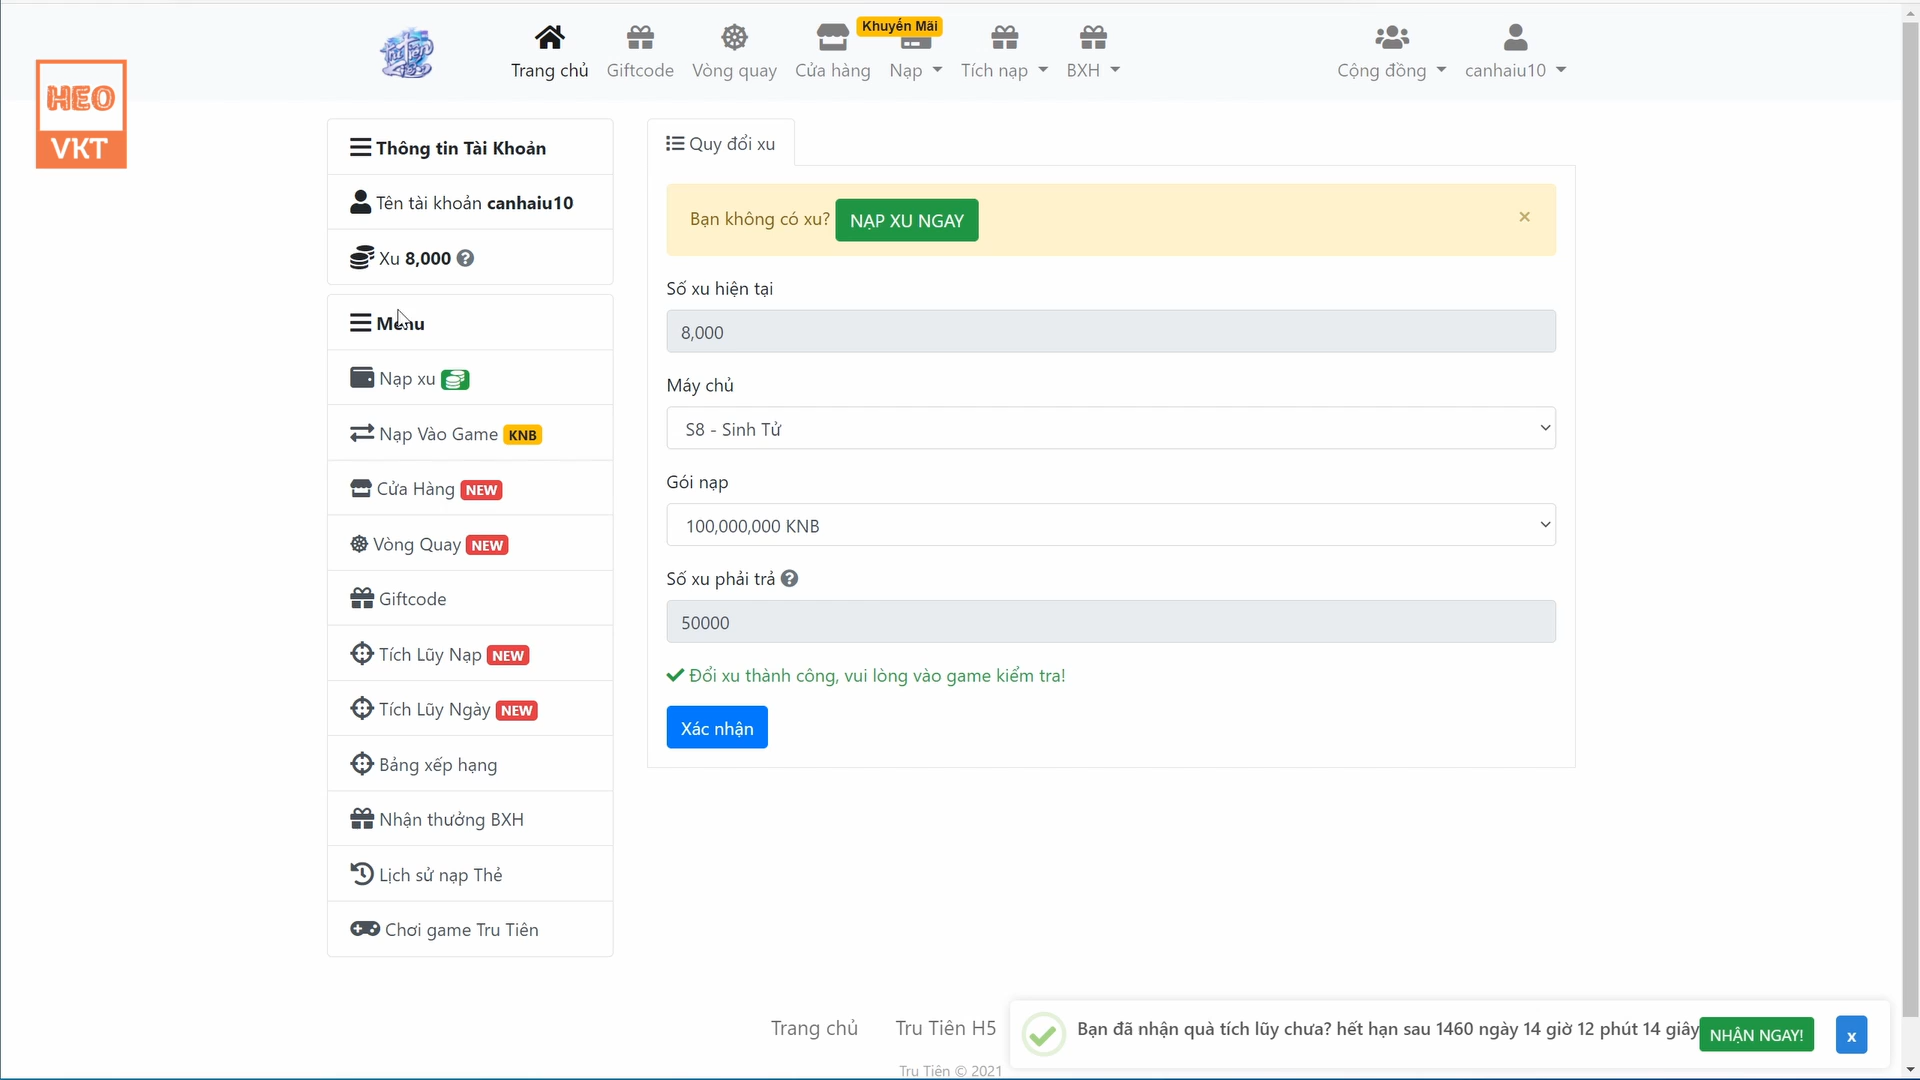 Khuyến Mãi
Trang chủ
Giftcode
Vòng quay
Cửa hàng
Nạp
Tích nạp
BXH
Cộng đồng
canhaiu10
HEO
VKT
Thông tin Tài Khoản
Tên tài khoản canhaiu10
Xu 8,000
Menu
Nạp xu
Nạp Vào Game KNB
Cửa Hàng NEW
Vòng Quay NEW
Giftcode
Tích Lũy Nạp NEW
Tích Lũy Ngày NEW
Bảng xếp hạng
Nhận thưởng BXH
Lịch sử nạp Thẻ
Chơi game Tru Tiên
Quy đổi xu
Bạn không có xu? NẠP XU NGAY
×
Số xu hiện tại
8,000
Máy chủ
S8 - Sinh Tử
Gói nạp
100,000,000 KNB
Số xu phải trả
50000
Đổi xu thành công, vui lòng vào game kiểm tra!
Xác nhận
Trang chủ
Tru Tiên H5
Bạn đã nhận quà tích lũy chưa? hết hạn sau 1460 ngày 14 giờ 12 phút 14 giây
NHẬN NGAY!
x
Tru Tiên © 2021